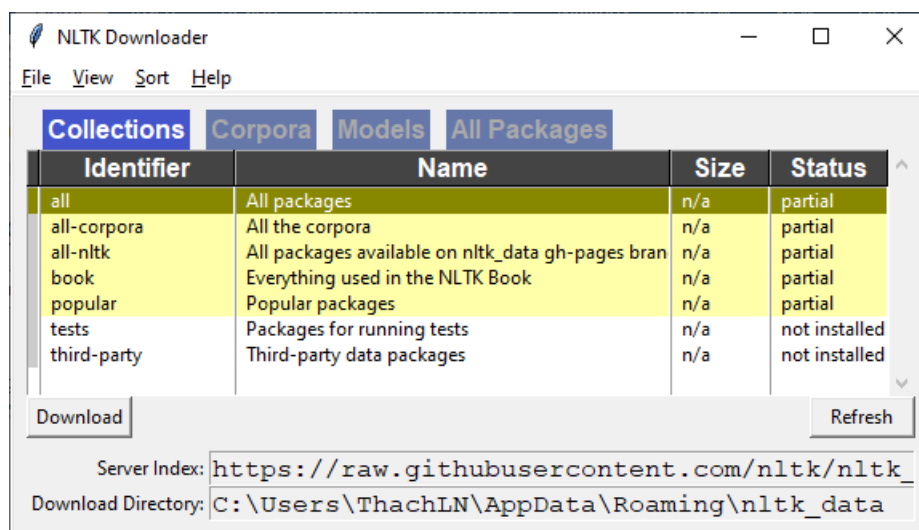 NLTK Downloader
File View Sort Help
Collections Corpora Models All Packages
Identifier Name Size Status
all All packages n/a partial
all-corpora All the corpora n/a partial
all-nltk All packages available on nltk_data gh-pages bran n/a partial
book Everything used in the NLTK Book n/a partial
popular Popular packages n/a partial
tests Packages for running tests n/a not installed
third-party Third-party data packages n/a not installed
Download Refresh
Server Index: https://raw.githubusercontent.com/nltk/nltk_
Download Directory: C:\Users\ThachLN\AppData\Roaming\nltk_data